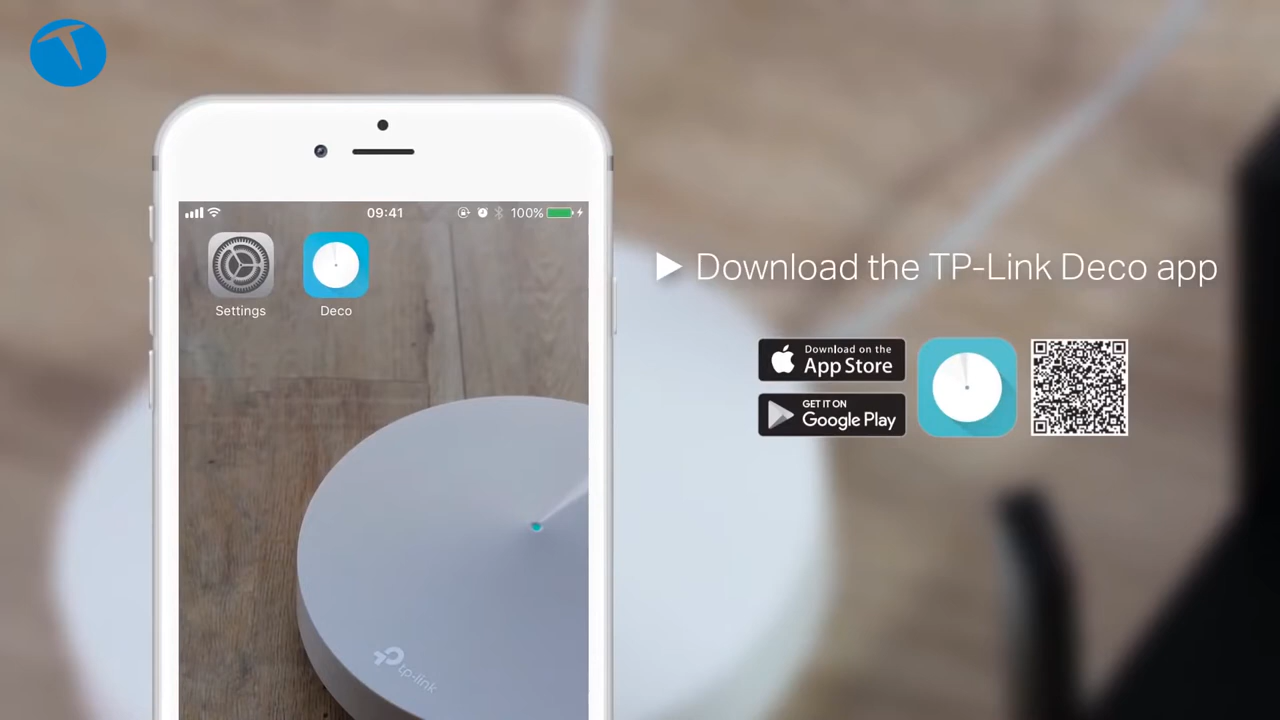 09:41
100%
Settings
Deco
tp-link
Download the TP-Link Deco app
Download on the
App Store
GET IT ON
Google Play